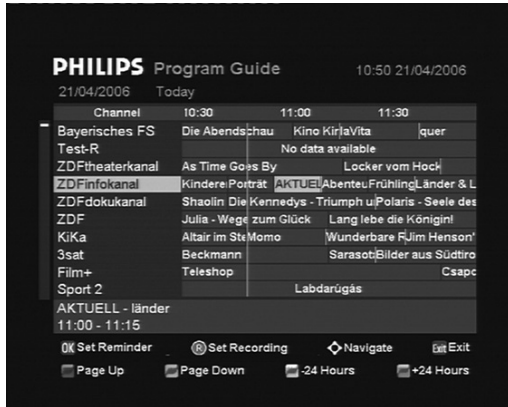 PHILIPS Program Guide 10:50 21/04/2006
21/04/2006 Today
Channel 10:30 11:00 11:30
Bayerisches FS Die Abendschau Kino Kir laVita quer
Test-R No data available
ZDFtheaterkanal As Time Goes By Locker vom Hock
ZDFinfokanal Kindere Porträt AKTUEL Abenteu Frühling Länder & L
ZDFdokukanal Shaolin Die Kennedys - Triumph u Polaris - Seele des
ZDF Julia - Wege zum Glück Lang lebe die Königin!
KiKa Altair im Ste Momo Wunderbare F Jim Henson'
3sat Beckmann Sarasot Bilder aus Südtiro
Film+ Teleshop Csapc
Sport 2 Labdarúgás
AKTUELL - länder
11:00 - 11:15
OK Set Reminder R Set Recording Navigate Exit Exit
Page Up Page Down -24 Hours +24 Hours